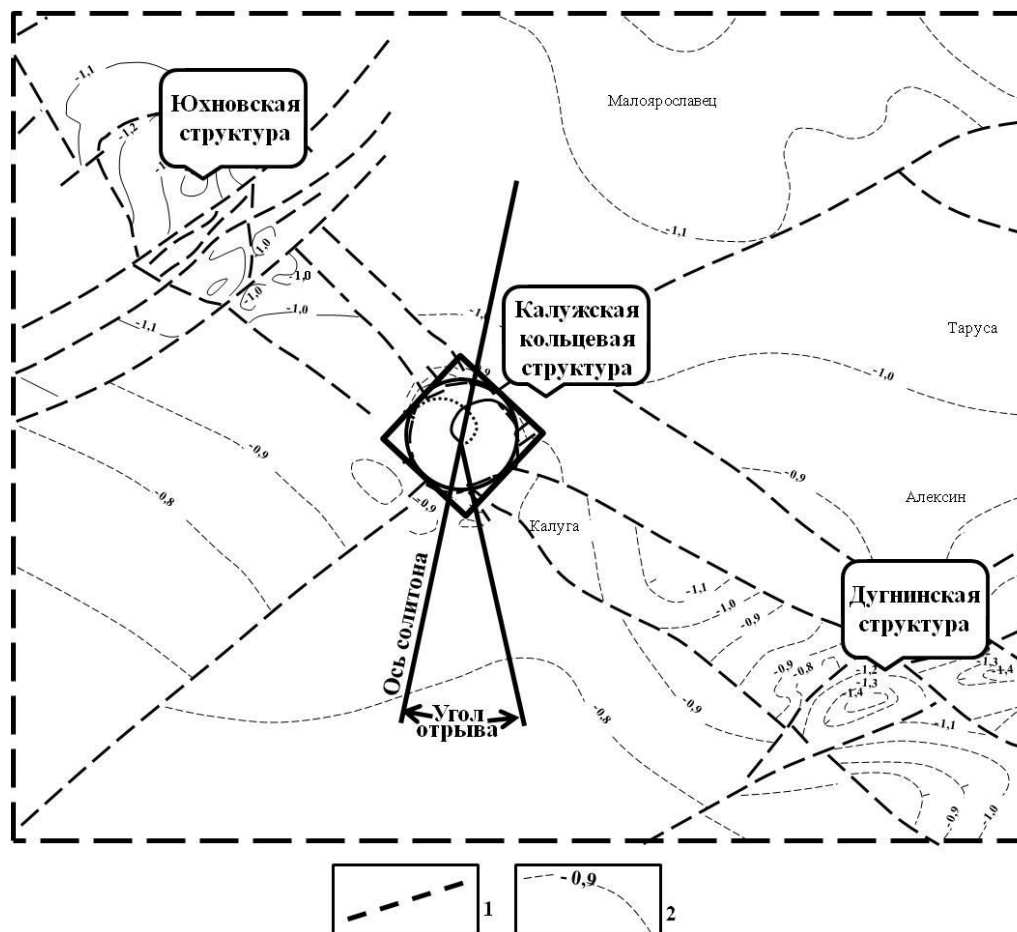 Юхновская
структура
Малоярославец
-1,1
-1,2
-1,1
-1,0
-1,0
-1,0
-1,0
-1,1
Калужская
кольцевая
структура
Таруса
-1,0
-0,9
-0,8
-0,9
-0,9
Алексин
Калуга
-1,1
-1,0
-0,9
Дугнинская
структура
Ось солитона
-0,9
-0,8
-1,2
-1,3
-1,4
-1,3
-1,4
Угол
отрыва
-0,8
-0,9
-1,1
-0,9
-1,0
1
-0,9
2